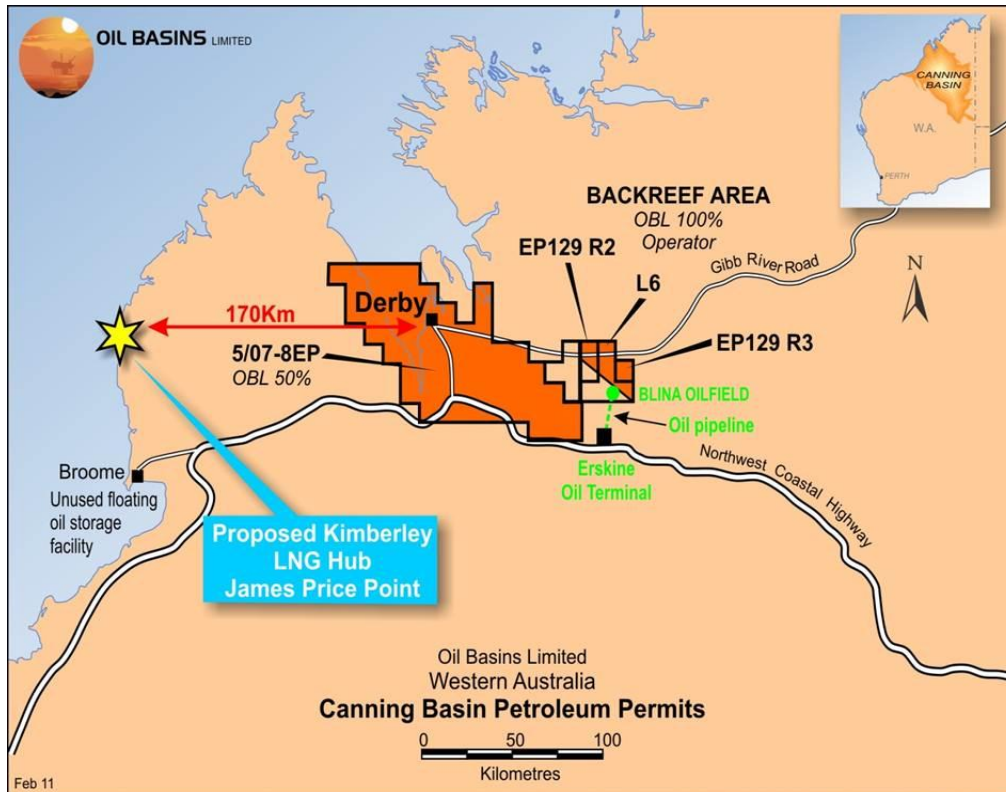 OIL BASINS LIMITED
CANNING
BASIN
W.A.
PERTH
BACKREEF AREA
OBL 100%
Operator
EP129 R2
L6
Gibb River Road
N
Derby
170Km
EP129 R3
5/07-8EP
OBL 50%
BLINA OILFIELD
Oil pipeline
Erskine
Oil Terminal
Northwest Coastal Highway
Broome
Unused floating
oil storage
facility
Proposed Kimberley
LNG Hub
James Price Point
Oil Basins Limited
Western Australia
Canning Basin Petroleum Permits
0 50 100
Kilometres
Feb 11